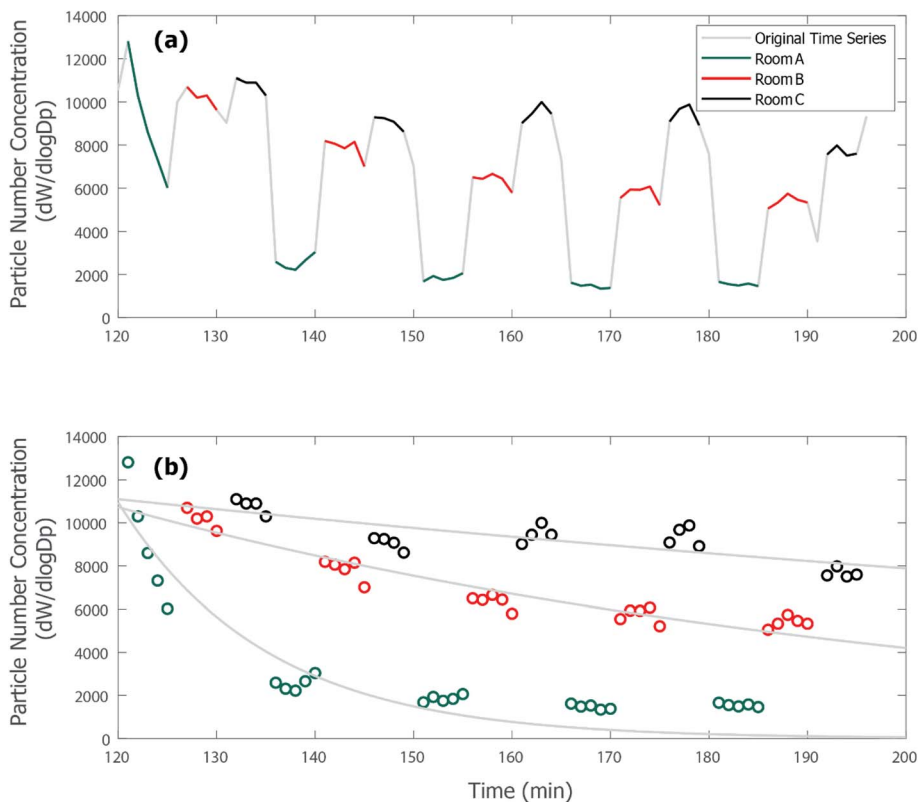 (a)
Particle Number Concentration
(dW/dlogDp)
14000
12000
10000
8000
6000
4000
2000
0
Original Time Series
Room A
Room B
Room C
120 130 140 150 160 170 180 190 200
(b)
Particle Number Concentration
(dW/dlogDp)
14000
12000
10000
8000
6000
4000
2000
0
120 130 140 150 160 170 180 190 200
Time (min)